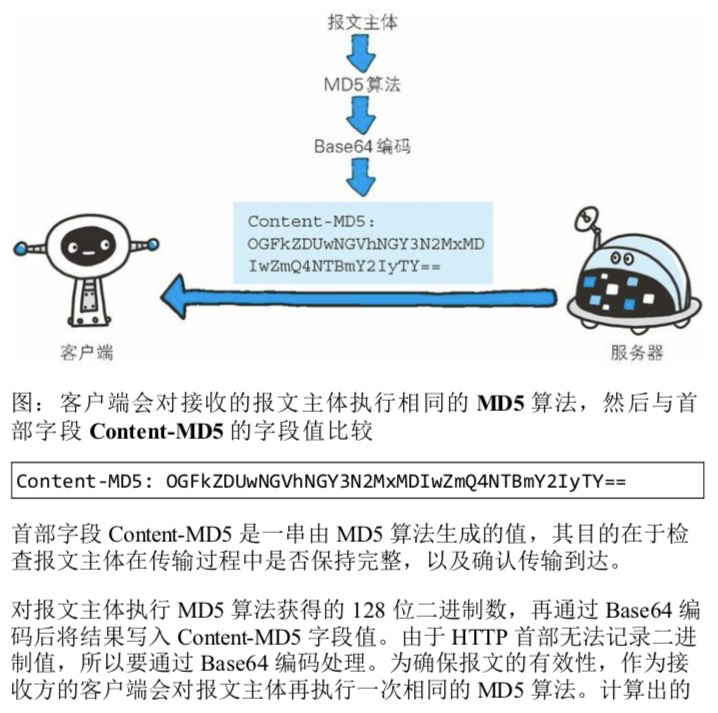 报文主体
MD5 算法
Base64 编码
Content-MD5:
OGFkZDUwNGVhNGY3N2MxMD
IwZmQ4NTBmY2IyTY==
客户端
服务器
图：客户端会对接收的报文主体执行相同的 MD5 算法，然后与首
部字段 Content-MD5 的字段值比较
Content-MD5: OGFkZDUwNGVhNGY3N2MxMDIwZmQ4NTBmY2IyTY==
首部字段 Content-MD5 是一串由 MD5 算法生成的值，其目的在于检
查报文主体在传输过程中是否保持完整，以及确认传输到达。
对报文主体执行 MD5 算法获得的 128 位二进制数，再通过 Base64 编
码后将结果写入 Content-MD5 字段值。由于 HTTP 首部无法记录二进
制值，所以要通过 Base64 编码处理。为确保报文的有效性，作为接
收方的客户端会对报文主体再执行一次相同的 MD5 算法。计算出的